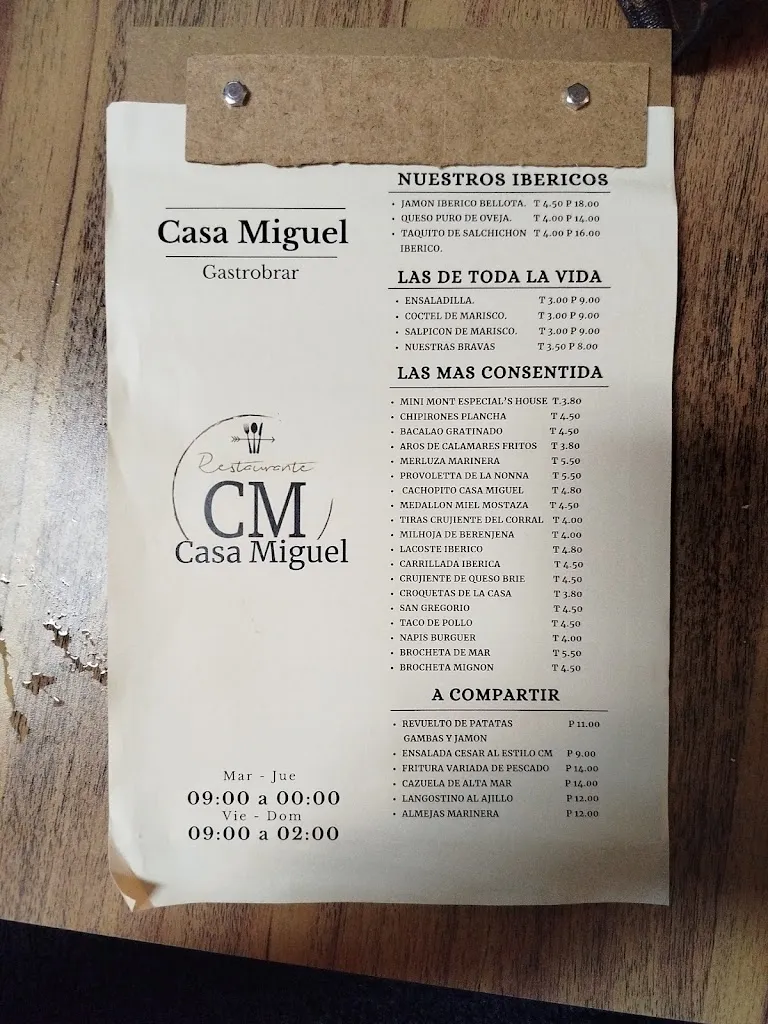 Casa Miguel
Gastrobrar
Restaurante
CM
Casa Miguel
Mar - Jue
09:00 a 00:00
Vie - Dom
09:00 a 02:00
NUESTROS IBERICOS
• JAMON IBERICO BELLOTA. T 4.50 P 18.00
• QUESO PURO DE OVEJA. T 4.00 P 14.00
• TAQUITO DE SALCHICHON T 4.00 P 16.00
IBERICO.
LAS DE TODA LA VIDA
• ENSALADILLA. T 3.00 P 9.00
• COCTEL DE MARISCO. T 3.00 P 9.00
• SALPICON DE MARISCO. T 3.00 P 9.00
• NUESTRAS BRAVAS T 3.50 P 8.00
LAS MAS CONSENTIDA
• MINI MONT ESPECIAL'S HOUSE T.3.80
• CHIPIRONES PLANCHA T 4.50
• BACALAO GRATINADO T 4.50
• AROS DE CALAMARES FRITOS T 3.80
• MERLUZA MARINERA T 5.50
• PROVOLETTA DE LA NONNA T 5.50
• CACHOPITO CASA MIGUEL T 4.80
• MEDALLON MIEL MOSTAZA T 4.50
• TIRAS CRUJIENTE DEL CORRAL T 4.00
• MILHOJA DE BERENJENA T 4.00
• LACOSTE IBERICO T 4.80
• CARRILLADA IBERICA T 4.50
• CRUJIENTE DE QUESO BRIE T 4.50
• CROQUETAS DE LA CASA T 3.80
• SAN GREGORIO T 4.50
• TACO DE POLLO T 4.50
• NAPIS BURGUER T 4.00
• BROCHETA DE MAR T 5.50
• BROCHETA MIGNON T 4.50
A COMPARTIR
• REVUELTO DE PATATAS P 11.00
GAMBAS Y JAMON
• ENSALADA CESAR AL ESTILO CM P 9.00
• FRITURA VARIADA DE PESCADO P 14.00
• CAZUELA DE ALTA MAR P 14.00
• LANGOSTINO AL AJILLO P 12.00
• ALMEJAS MARINERA P 12.00